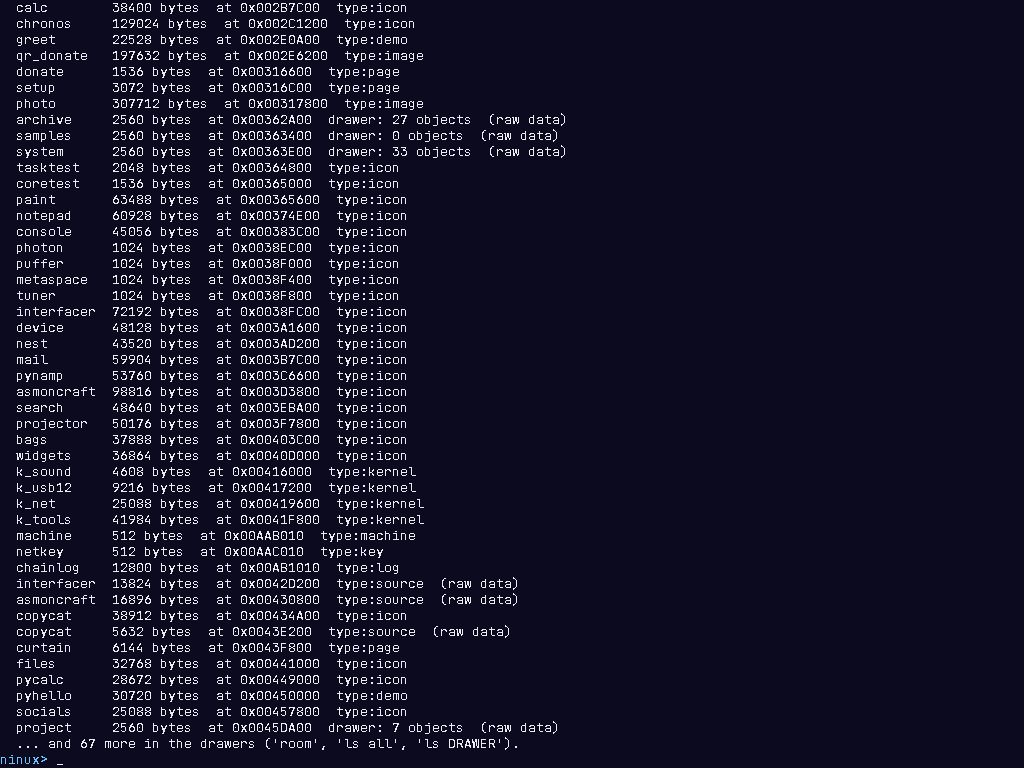 calc 38400 bytes at 0x002B7C00 type:icon
chronos 129024 bytes at 0x002C1200 type:icon
greet 22528 bytes at 0x002E0A00 type:demo
qr_donate 197632 bytes at 0x002E6200 type:image
donate 1536 bytes at 0x00316600 type:page
setup 3072 bytes at 0x00316C00 type:page
photo 307712 bytes at 0x00317800 type:image
archive 2560 bytes at 0x00362A00 drawer: 27 objects (raw data)
samples 2560 bytes at 0x00363400 drawer: 0 objects (raw data)
system 2560 bytes at 0x00363E00 drawer: 33 objects (raw data)
tasktest 2048 bytes at 0x00364800 type:icon
coretest 1536 bytes at 0x00365000 type:icon
paint 63488 bytes at 0x00365600 type:icon
notepad 60928 bytes at 0x00374E00 type:icon
console 45056 bytes at 0x00383C00 type:icon
photon 1024 bytes at 0x0038EC00 type:icon
puffer 1024 bytes at 0x0038F000 type:icon
metaspace 1024 bytes at 0x0038F400 type:icon
tuner 1024 bytes at 0x0038F800 type:icon
interfacer 72192 bytes at 0x0038FC00 type:icon
device 48128 bytes at 0x003A1600 type:icon
nest 43520 bytes at 0x003AD200 type:icon
mail 59904 bytes at 0x003B7C00 type:icon
pynamp 53760 bytes at 0x003C6600 type:icon
asmoncraft 98816 bytes at 0x003D3800 type:icon
search 48640 bytes at 0x003EBA00 type:icon
projector 50176 bytes at 0x003F7800 type:icon
bags 37888 bytes at 0x00403C00 type:icon
widgets 36864 bytes at 0x0040D000 type:icon
k_sound 4608 bytes at 0x00416000 type:kernel
k_usb12 9216 bytes at 0x00417200 type:kernel
k_net 25088 bytes at 0x00419600 type:kernel
k_tools 41984 bytes at 0x0041F800 type:kernel
machine 512 bytes at 0x00AAB010 type:machine
netkey 512 bytes at 0x00AAC010 type:key
chainlog 12800 bytes at 0x00AB1010 type:log
interfacer 13824 bytes at 0x0042D200 type:source (raw data)
asmoncraft 16896 bytes at 0x00430800 type:source (raw data)
copycat 38912 bytes at 0x00434A00 type:icon
copycat 5632 bytes at 0x0043E200 type:source (raw data)
curtain 6144 bytes at 0x0043F800 type:page
files 32768 bytes at 0x00441000 type:icon
pycalc 28672 bytes at 0x00449000 type:icon
pyhello 30720 bytes at 0x00450000 type:demo
socials 25088 bytes at 0x00457800 type:icon
project 2560 bytes at 0x0045DA00 drawer: 7 objects (raw data)
... and 67 more in the drawers ('room', 'ls all', 'ls DRAWER').
ninux> _